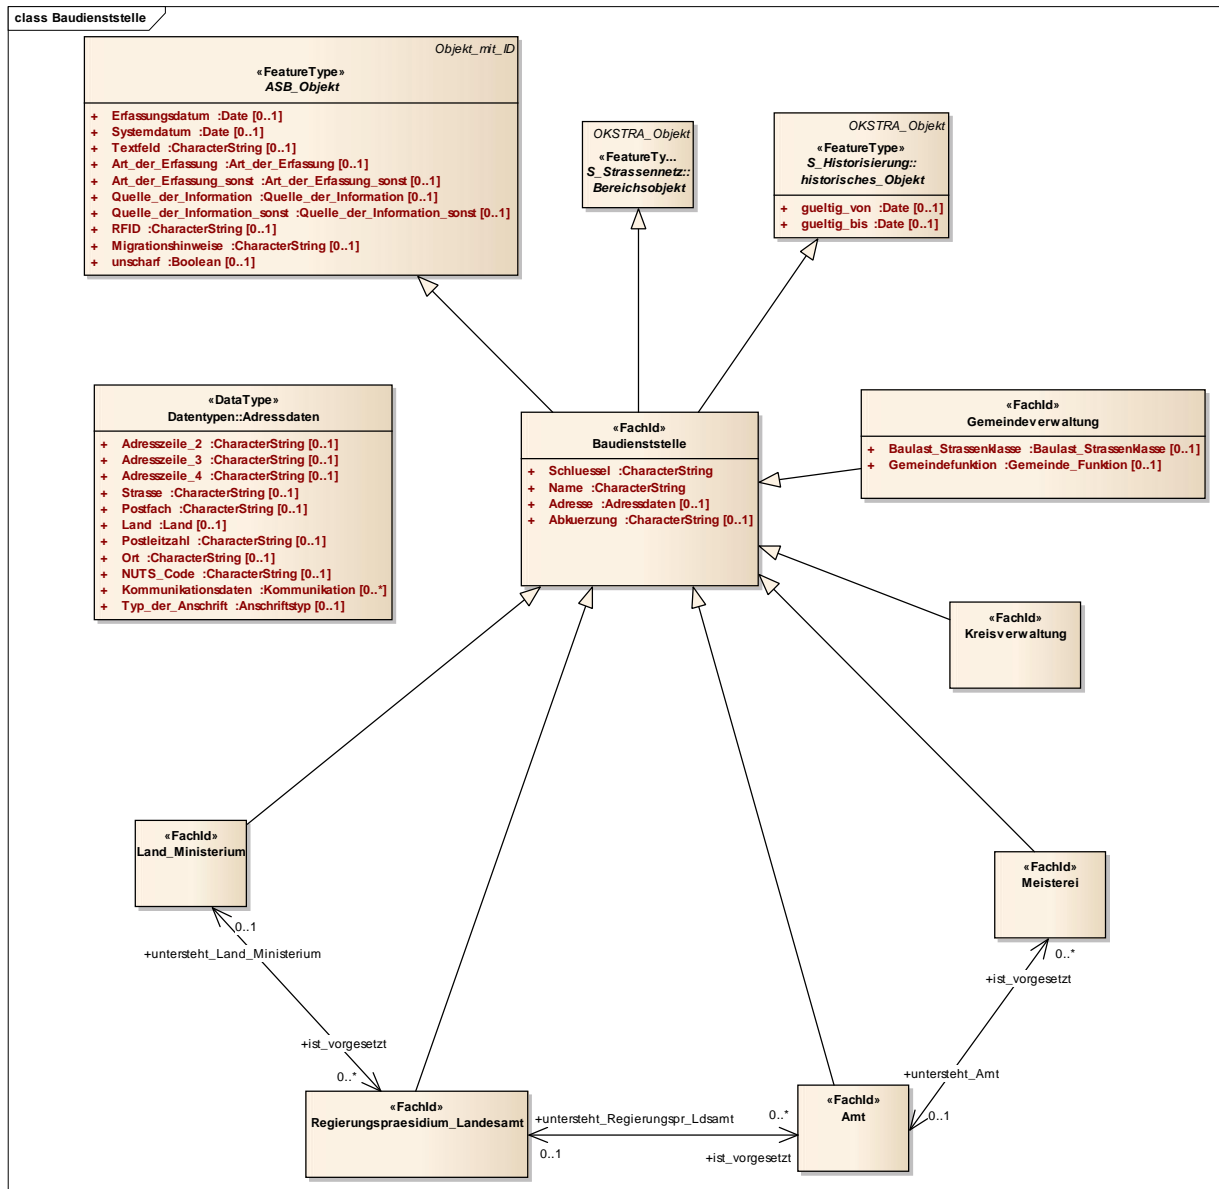 class Baudienststelle
Objekt_mit_ID
«FeatureType»
ASB_Objekt
+ Erfassungsdatum :Date [0..1]
+ Systemdatum :Date [0..1]
+ Textfeld :CharacterString [0..1]
+ Art_der_Erfassung :Art_der_Erfassung [0..1]
+ Art_der_Erfassung_sonst :Art_der_Erfassung_sonst [0..1]
+ Quelle_der_Information :Quelle_der_Information [0..1]
+ Quelle_der_Information_sonst :Quelle_der_Information_sonst [0..1]
+ RFID :CharacterString [0..1]
+ Migrationshinweise :CharacterString [0..1]
+ unscharf :Boolean [0..1]
OKSTRA_Objekt
«FeatureTy...
S_Strassennetz::
Bereichsobjekt
OKSTRA_Objekt
«FeatureType»
S_Historisierung::
historisches_Objekt
+ gueltig_von :Date [0..1]
+ gueltig_bis :Date [0..1]
«DataType»
Datentypen::Adressdaten
+ Adresszeile_2 :CharacterString [0..1]
+ Adresszeile_3 :CharacterString [0..1]
+ Adresszeile_4 :CharacterString [0..1]
+ Strasse :CharacterString [0..1]
+ Postfach :CharacterString [0..1]
+ Land :Land [0..1]
+ Postleitzahl :CharacterString [0..1]
+ Ort :CharacterString [0..1]
+ NUTS_Code :CharacterString [0..1]
+ Kommunikationsdaten :Kommunikation [0..*]
+ Typ_der_Anschrift :Anschriftstyp [0..1]
«FachId»
Baudienststelle
+ Schluessel :CharacterString
+ Name :CharacterString
+ Adresse :Adressdaten [0..1]
+ Abkuerzung :CharacterString [0..1]
«FachId»
Gemeindeverwaltung
+ Baulast_Strassenklasse :Baulast_Strassenklasse [0..1]
+ Gemeindefunktion :Gemeinde_Funktion [0..1]
«FachId»
Kreisverwaltung
«FachId»
Land_Ministerium
«FachId»
Meisterei
0..1
+untersteht_Land_Ministerium
+ist_vorgesetzt
0..*
0..*
+ist_vorgesetzt
+untersteht_Amt
0..1
«FachId»
Regierungspraesidium_Landesamt
+untersteht_Regierungspr_Ldsamt
0..1
0..*
+ist_vorgesetzt
«FachId»
Amt